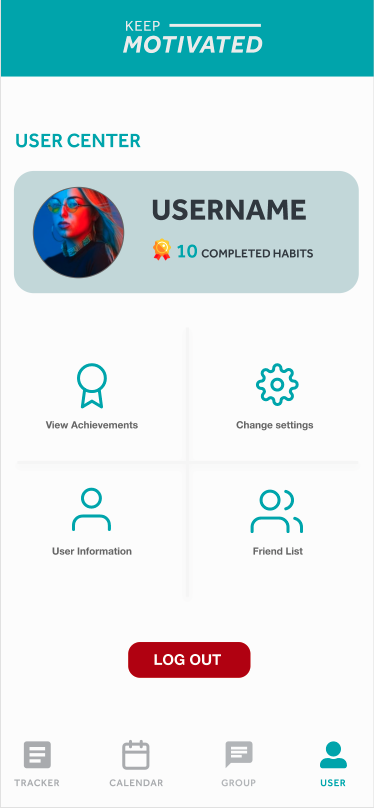 KEEP
MOTIVATED
USER CENTER
USERNAME
10 COMPLETED HABITS
View Achievements
Change settings
User Information
Friend List
LOG OUT
TRACKER
CALENDAR
GROUP
USER